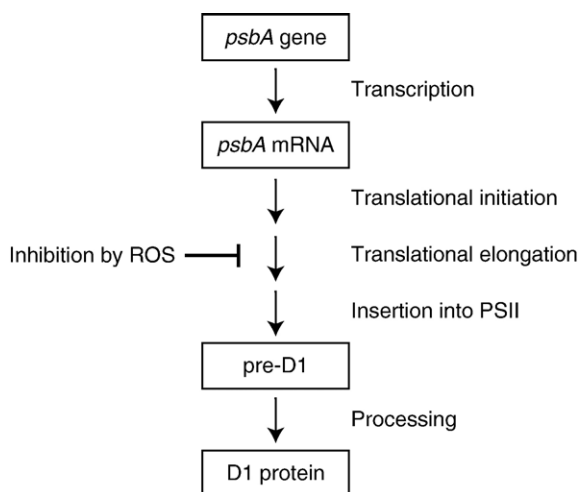 psbA gene
Transcription
psbA mRNA
Translational initiation
Inhibition by ROS
Translational elongation
Insertion into PSII
pre-D1
Processing
D1 protein